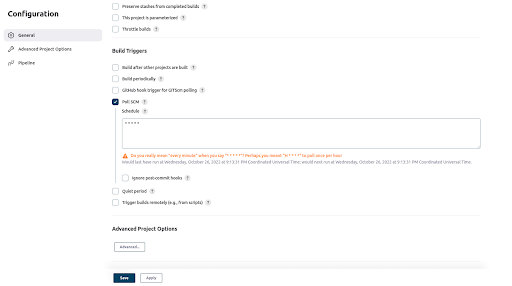 Configuration
General
Advanced Project Options
Pipeline
Preserve stashes from completed builds ?
This project is parameterized ?
Throttle builds ?
Build Triggers
Build after other projects are built ?
Build periodically ?
GitHub hook trigger for GITScm polling ?
Poll SCM ?
Schedule ?
* * * * *
Do you really mean "every minute" when you say "* * * * *"? Perhaps you meant "H * * * *" to poll once per hour
Would last have run at Wednesday, October 26, 2022 at 9:13:31 PM Coordinated Universal Time; would next run at Wednesday, October 26, 2022 at 9:13:31 PM Coordinated Universal Time.
Ignore post-commit hooks ?
Quiet period ?
Trigger builds remotely (e.g., from scripts) ?
Advanced Project Options
Advanced...
Save
Apply